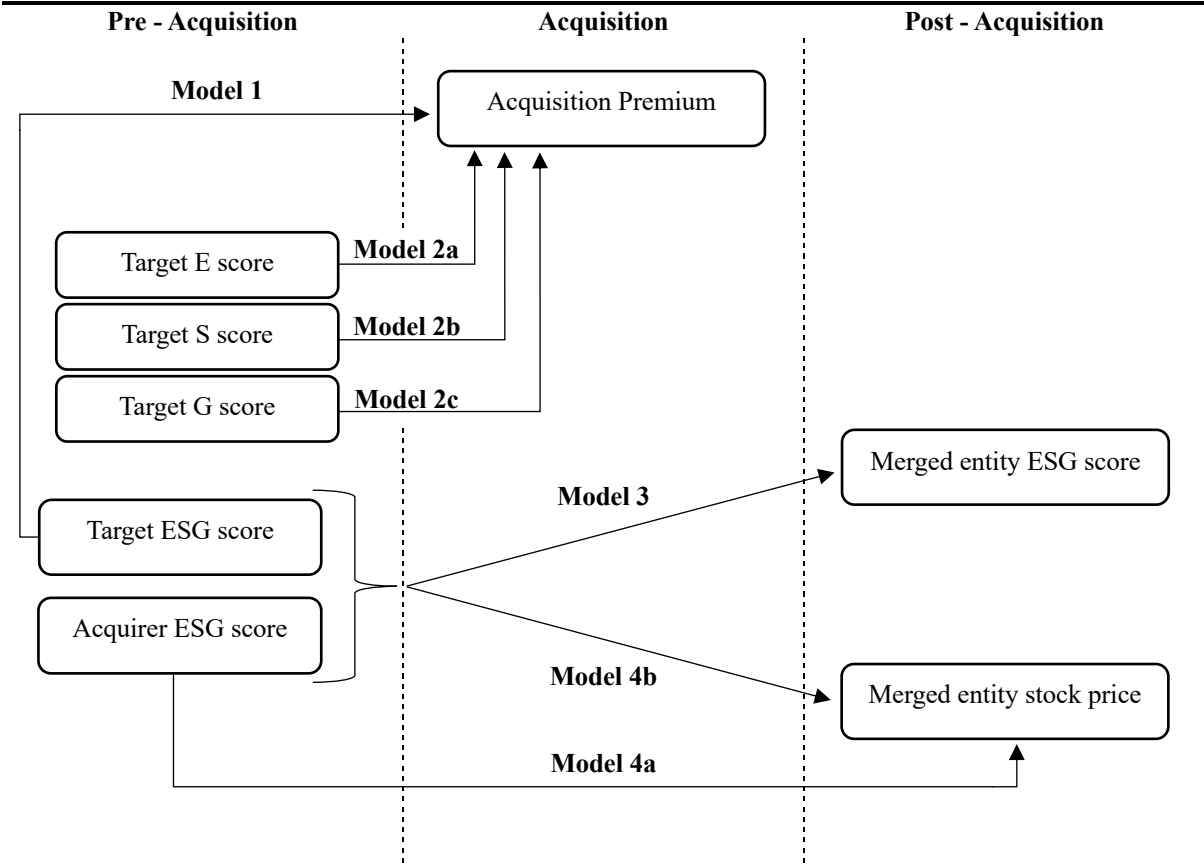 Pre - Acquisition
Acquisition
Post - Acquisition
Model 1
Acquisition Premium
Target E score
Model 2a
Target S score
Model 2b
Target G score
Model 2c
Merged entity ESG score
Model 3
Target ESG score
Acquirer ESG score
Model 4b
Merged entity stock price
Model 4a